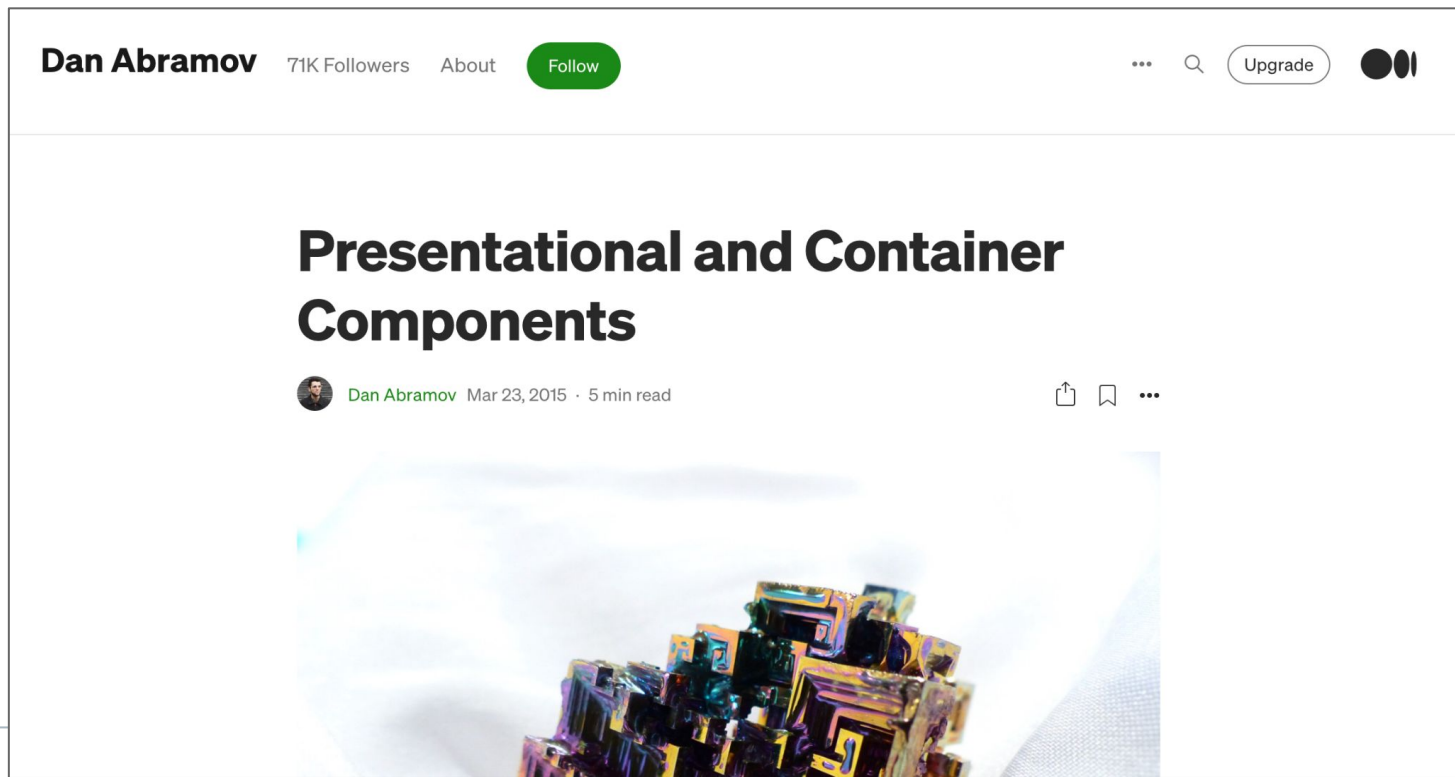 Dan Abramov 71K Followers About Follow Upgrade
Presentational and Container
Components
Dan Abramov Mar 23, 2015 · 5 min read